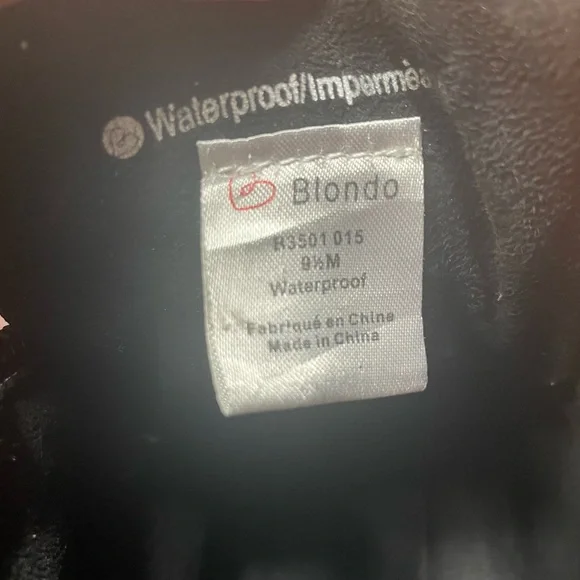 Waterproof/Imperméa
Blondo
R3501 015
9½M
Waterproof
Fabriqué en China
Made in China